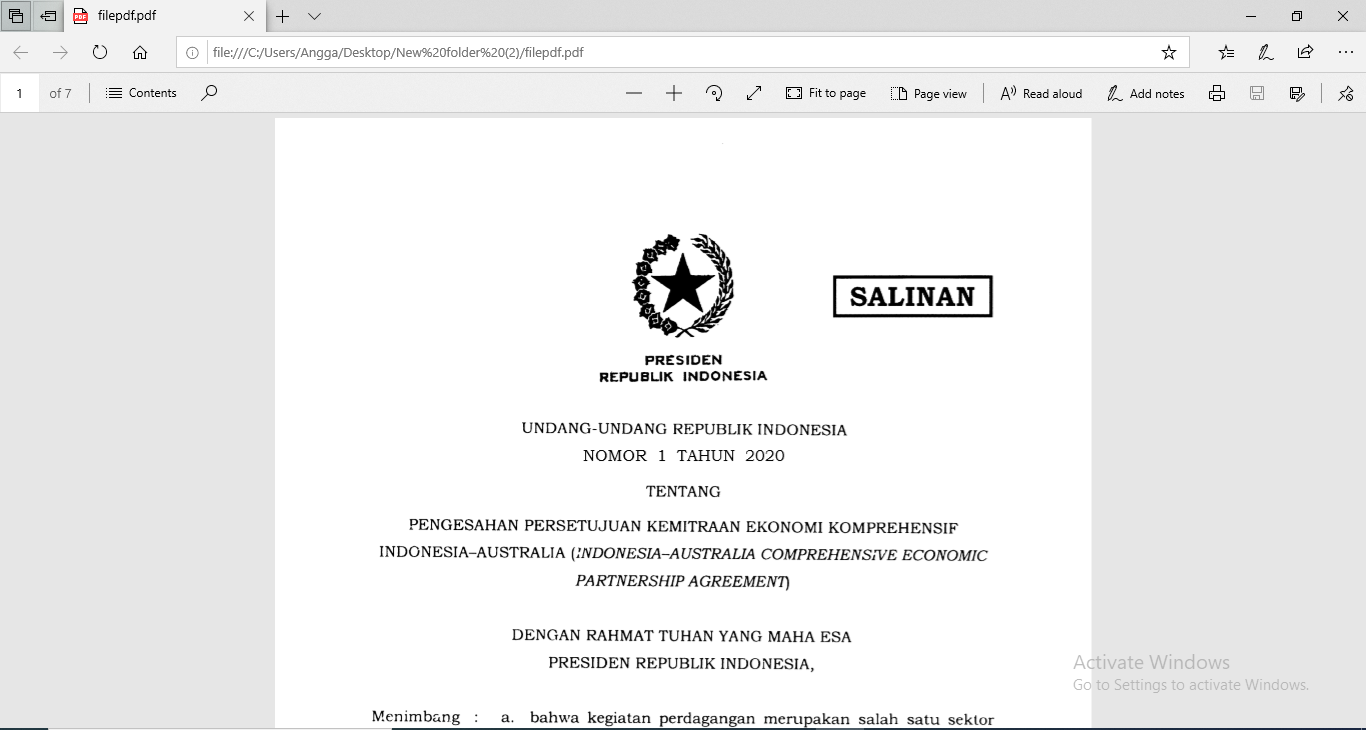 filepdf.pdf
file:///C:/Users/Angga/Desktop/New%20folder%20(2)/filepdf.pdf
1 of 7 Contents Fit to page Page view Read aloud Add notes
SALINAN
PRESIDEN
REPUBLIK INDONESIA
UNDANG-UNDANG REPUBLIK INDONESIA
NOMOR 1 TAHUN 2020
TENTANG
PENGESAHAN PERSETUJUAN KEMITRAAN EKONOMI KOMPREHENSIF
INDONESIA–AUSTRALIA (INDONESIA–AUSTRALIA COMPREHENSIVE ECONOMIC
PARTNERSHIP AGREEMENT)
DENGAN RAHMAT TUHAN YANG MAHA ESA
PRESIDEN REPUBLIK INDONESIA,
Menimbang : a. bahwa kegiatan perdagangan merupakan salah satu sektor
Activate Windows
Go to Settings to activate Windows.